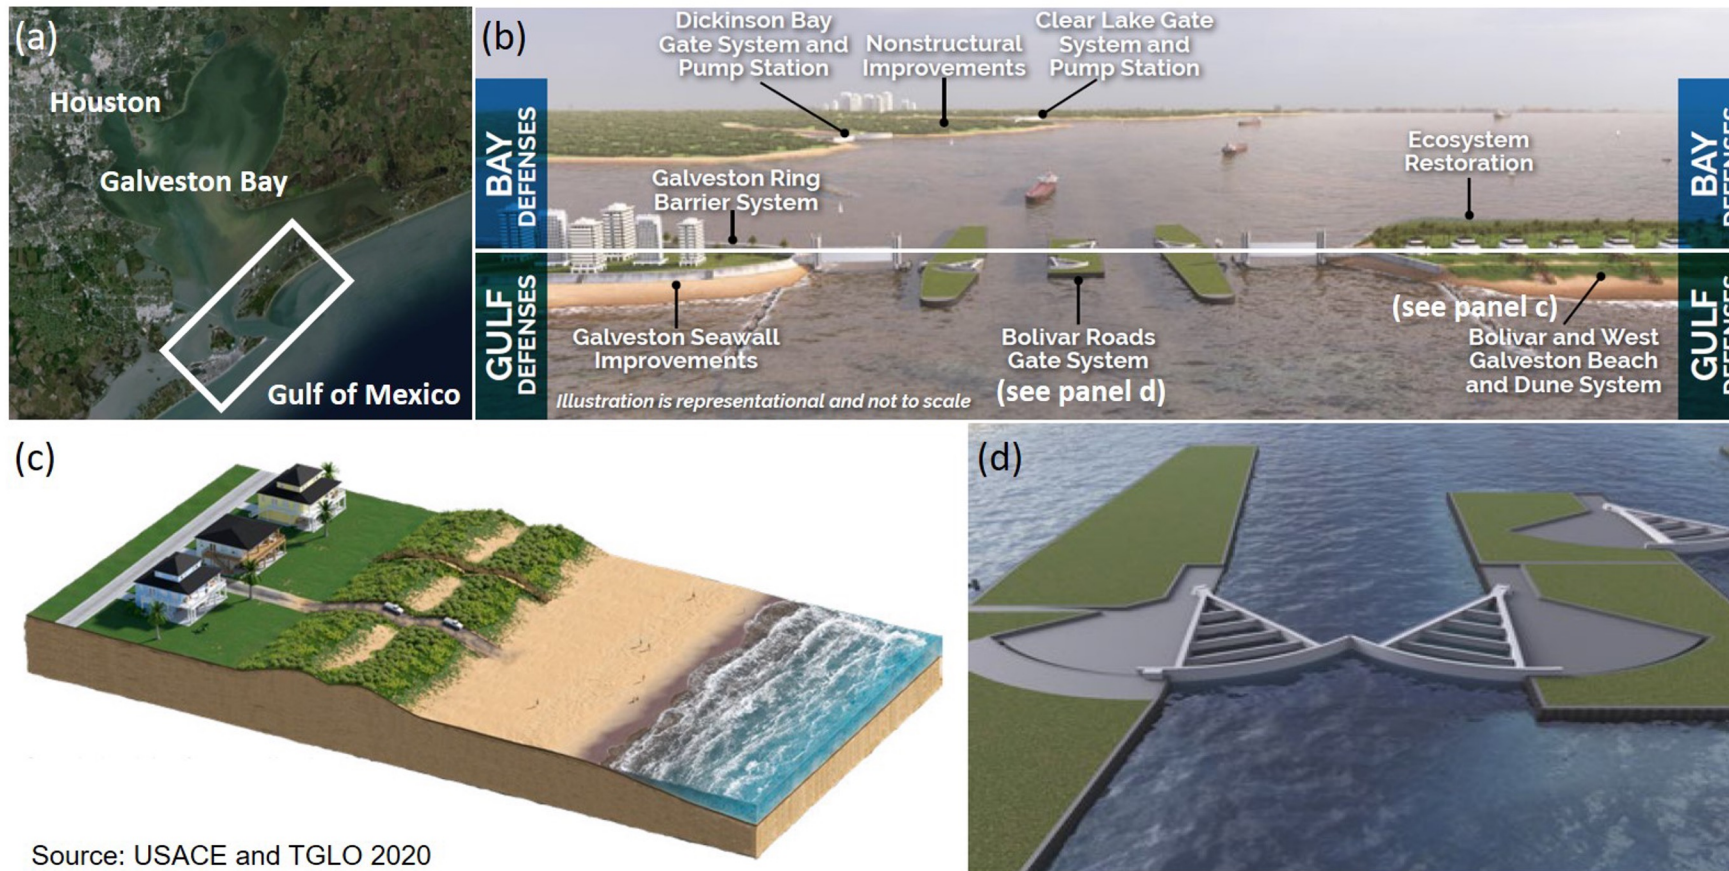 (a)
Houston
Galveston Bay
Gulf of Mexico
(b)
Dickinson Bay
Gate System and
Pump Station
Nonstructural
Improvements
Clear Lake Gate
System and
Pump Station
BAY
DEFENSES
Galveston Ring
Barrier System
Ecosystem
Restoration
BAY
DEFENSES
GULF
DEFENSES
Galveston Seawall
Improvements
Bolivar Roads
Gate System
(see panel d)
(see panel c)
Bolivar and West
Galveston Beach
and Dune System
GULF
DEFENSES
Illustration is representational and not to scale
(c)
Source: USACE and TGLO 2020
(d)